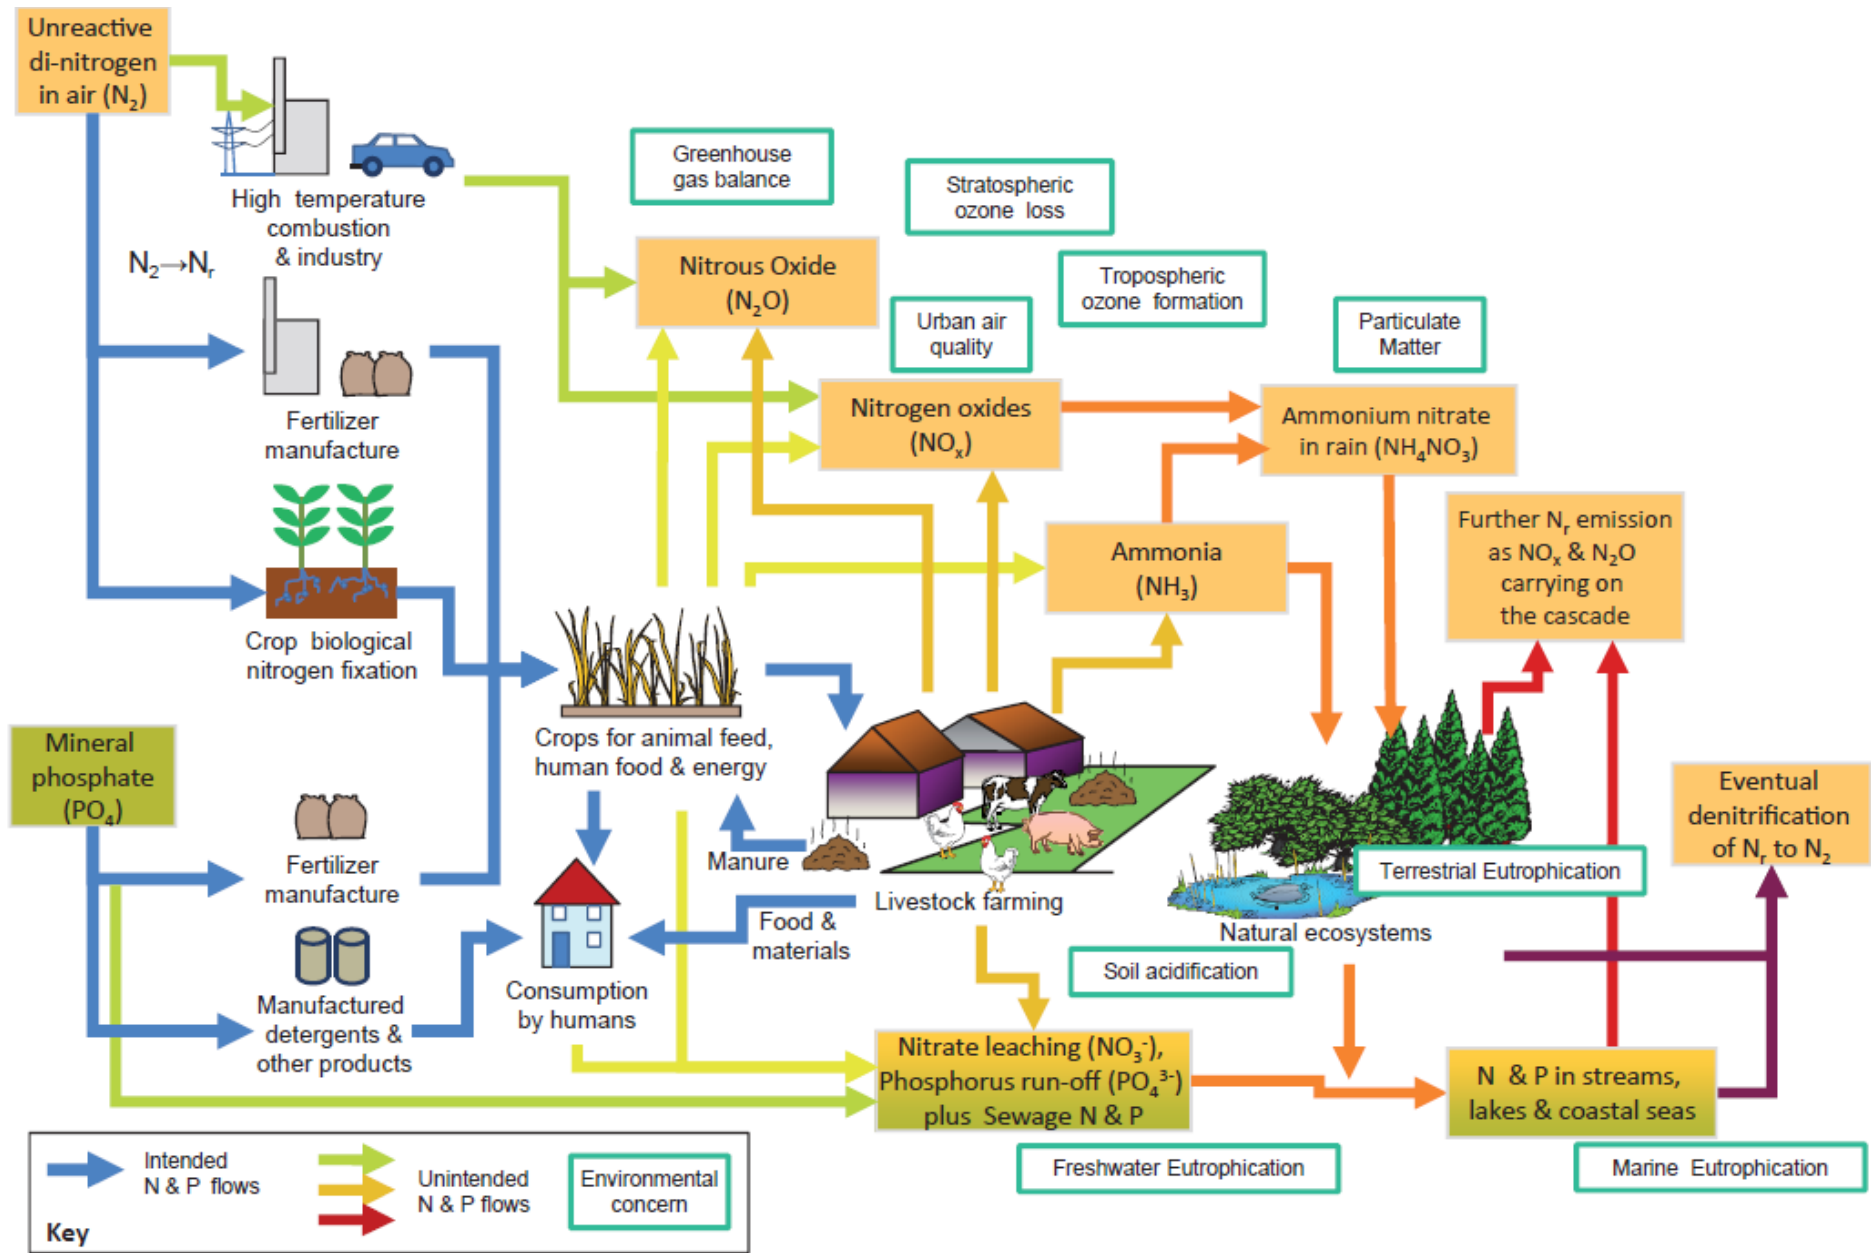 Unreactive
di-nitrogen
in air (N₂)
High temperature
combustion
& industry
N₂→Nᵣ
Fertilizer
manufacture
Crop biological
nitrogen fixation
Mineral
phosphate
(PO₄)
Fertilizer
manufacture
Manufactured
detergents &
other products
Crops for animal feed,
human food & energy
Manure
Food &
materials
Consumption
by humans
Livestock farming
Greenhouse
gas balance
Stratospheric
ozone loss
Nitrous Oxide
(N₂O)
Tropospheric
ozone formation
Urban air
quality
Particulate
Matter
Nitrogen oxides
(NOₓ)
Ammonium nitrate
in rain (NH₄NO₃)
Ammonia
(NH₃)
Further Nᵣ emission
as NOₓ & N₂O
carrying on
the cascade
Eventual
denitrification
of Nᵣ to N₂
Terrestrial Eutrophication
Natural ecosystems
Soil acidification
Nitrate leaching (NO₃⁻),
Phosphorus run-off (PO₄³⁻)
plus Sewage N & P
N & P in streams,
lakes & coastal seas
Freshwater Eutrophication
Marine Eutrophication
Intended
N & P flows
Unintended
N & P flows
Environmental
concern
Key